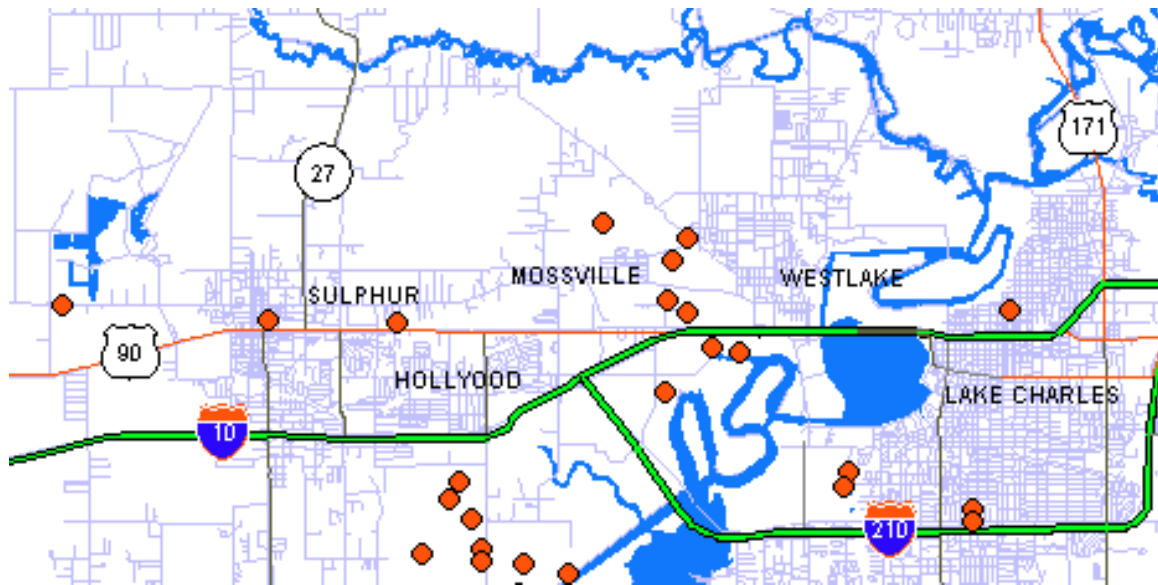 171
27
MOSSVILLE
WESTLAKE
SULPHUR
90
HOLLYOOD
LAKE CHARLES
10
210